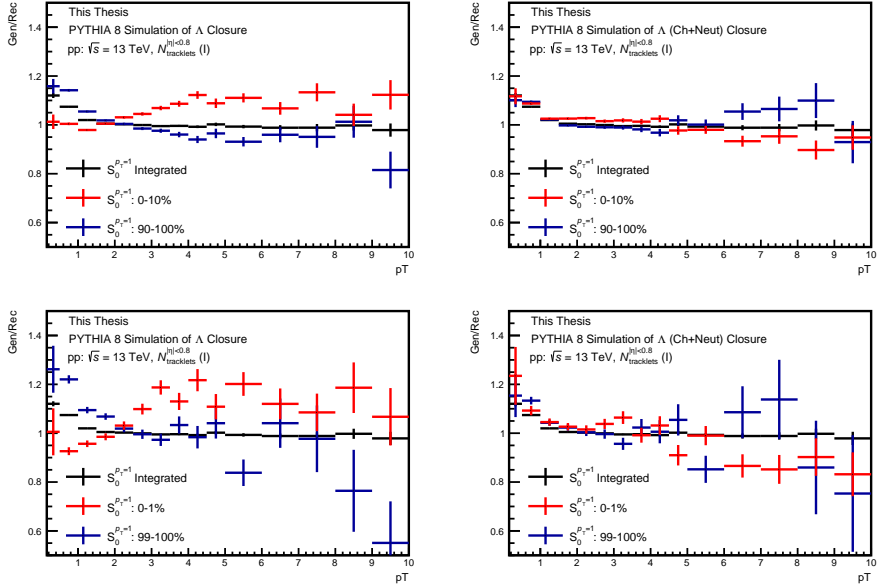 This Thesis
PYTHIA 8 Simulation of Λ Closure
pp: √s = 13 TeV, N_tracklets^|η|<0.8 (I)
Gen/Rec
1.4
1.2
1
0.8
0.6
S_0^{p_T=1} Integrated
S_0^{p_T=1}: 0-10%
S_0^{p_T=1}: 90-100%
1 2 3 4 5 6 7 8 9 10
pT
This Thesis
PYTHIA 8 Simulation of Λ (Ch+Neut) Closure
pp: √s = 13 TeV, N_tracklets^|η|<0.8 (I)
Gen/Rec
1.4
1.2
1
0.8
0.6
S_0^{p_T=1} Integrated
S_0^{p_T=1}: 0-10%
S_0^{p_T=1}: 90-100%
1 2 3 4 5 6 7 8 9 10
pT
This Thesis
PYTHIA 8 Simulation of Λ Closure
pp: √s = 13 TeV, N_tracklets^|η|<0.8 (I)
Gen/Rec
1.4
1.2
1
0.8
0.6
S_0^{p_T=1} Integrated
S_0^{p_T=1}: 0-1%
S_0^{p_T=1}: 99-100%
1 2 3 4 5 6 7 8 9 10
pT
This Thesis
PYTHIA 8 Simulation of Λ (Ch+Neut) Closure
pp: √s = 13 TeV, N_tracklets^|η|<0.8 (I)
Gen/Rec
1.4
1.2
1
0.8
0.6
S_0^{p_T=1} Integrated
S_0^{p_T=1}: 0-1%
S_0^{p_T=1}: 99-100%
1 2 3 4 5 6 7 8 9 10
pT